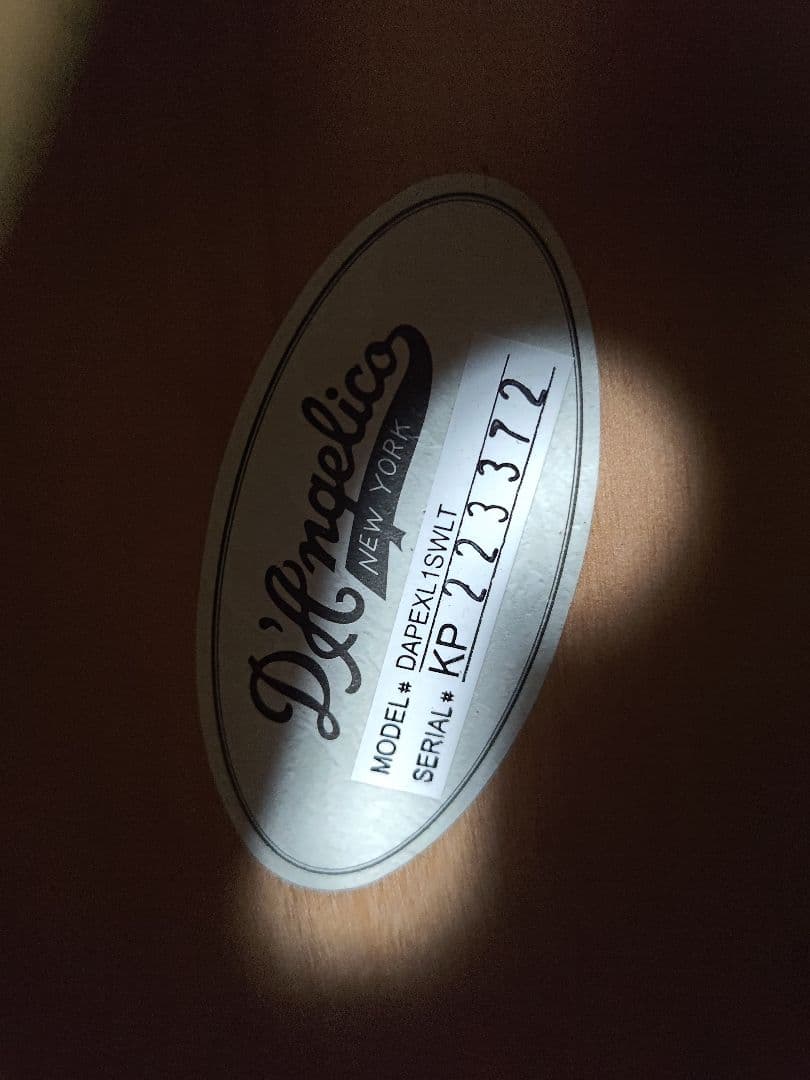 D'Angelico
NEW YORK
MODEL# DAPEXL1SWLT
SERIAL# KP 223372